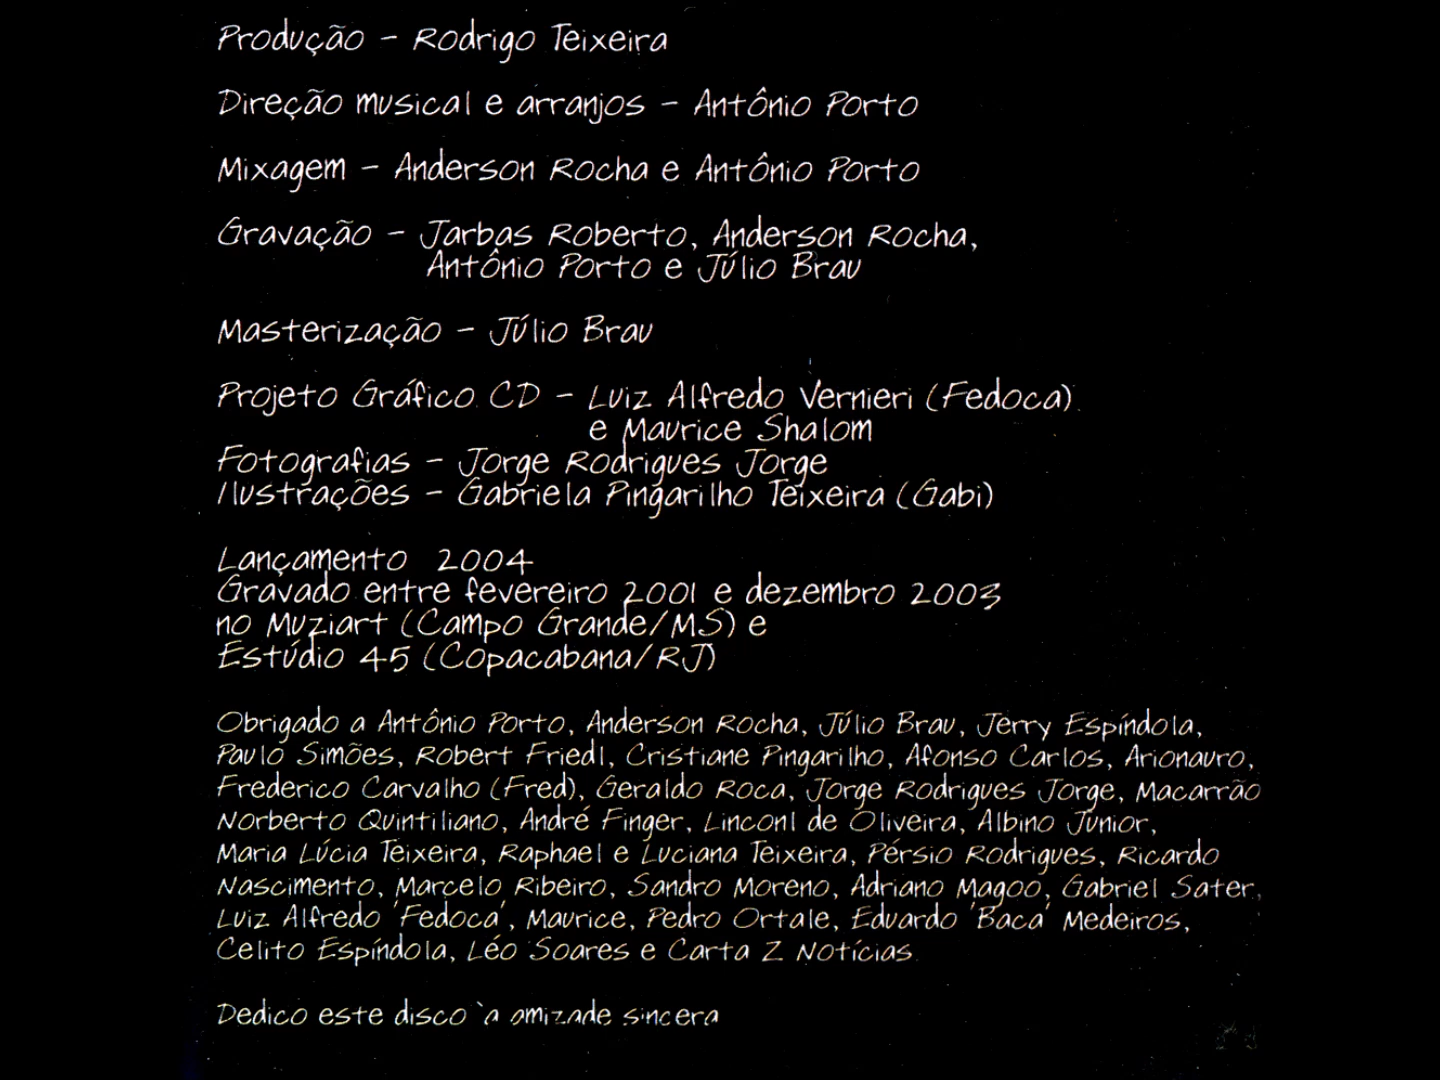 Produção - Rodrigo Teixeira
Direção musical e arranjos - Antônio Porto
Mixagem - Anderson Rocha e Antônio Porto
Gravação - Jarbas Roberto, Anderson Rocha,
Antônio Porto e Júlio Brau
Masterização - Júlio Brau
Projeto Gráfico CD - Luiz Alfredo Vernieri (Fedoca)
e Maurice Shalom
Fotografias - Jorge Rodrigues Jorge
Ilustrações - Gabriela Pingarilho Teixeira (Gabi)
Lançamento 2004
Gravado entre fevereiro 2001 e dezembro 2003
no Muziart (Campo Grande/MS) e
Estúdio 45 (Copacabana/RJ)
Obrigado a Antônio Porto, Anderson Rocha, Júlio Brau, Jerry Espíndola,
Paulo Simões, Robert Friedl, Cristiane Pingarilho, Afonso Carlos, Arionauro,
Frederico Carvalho (Fred), Geraldo Roca, Jorge Rodrigues Jorge, Macarrão
Norberto Quintiliano, André Finger, Linconl de Oliveira, Albino Junior,
Maria Lúcia Teixeira, Raphael e Luciana Teixeira, Pérsio Rodrigues, Ricardo
Nascimento, Marcelo Ribeiro, Sandro Moreno, Adriano Magoo, Gabriel Sater,
Luiz Alfredo 'Fedoca', Maurice, Pedro Ortale, Eduardo 'Baca' Medeiros,
Celito Espíndola, Léo Soares e Carta Z Notícias
Dedico este disco `a amizade sincera